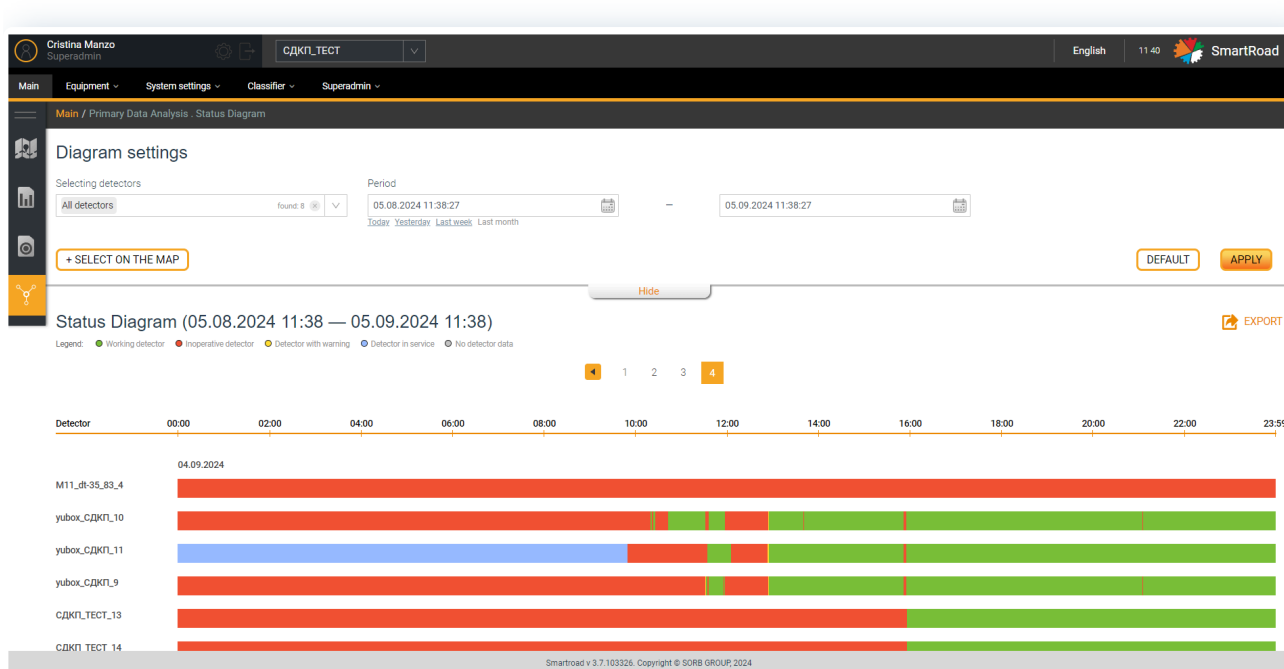 Cristina Manzo
Superadmin
СДКП_ТЕСТ
English
11 40
SmartRoad
Main Equipment System settings Classifier Superadmin
Main / Primary Data Analysis . Status Diagram
Diagram settings
Selecting detectors Period
All detectors found: 8 05.08.2024 11:38:27 – 05.09.2024 11:38:27
Today Yesterday Last week Last month
+ SELECT ON THE MAP DEFAULT APPLY
Hide
Status Diagram (05.08.2024 11:38 — 05.09.2024 11:38) EXPORT
Legend: Working detector Inoperative detector Detector with warning Detector in service No detector data
1 2 3 4
Detector 00:00 02:00 04:00 06:00 08:00 10:00 12:00 14:00 16:00 18:00 20:00 22:00 23:59
04.09.2024
M11_dt-35_83_4
yubox_СДКП_10
yubox_СДКП_11
yubox_СДКП_9
СДКП_ТЕСТ_13
СДКП_ТЕСТ_14
Smartroad v 3.7.103326. Copyright © SORB GROUP, 2024